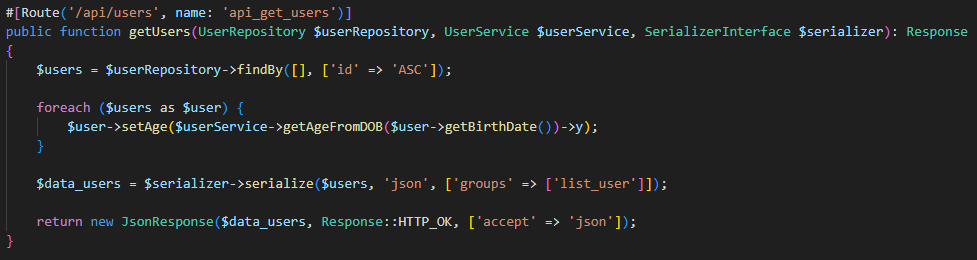 #[Route('/api/users', name: 'api_get_users')]
public function getUsers(UserRepository $userRepository, UserService $userService, SerializerInterface $serializer): Response
{
$users = $userRepository->findBy([], ['id' => 'ASC']);
foreach ($users as $user) {
$user->setAge($userService->getAgeFromDOB($user->getBirthDate())->y);
}
$data_users = $serializer->serialize($users, 'json', ['groups' => ['list_user']]);
return new JsonResponse($data_users, Response::HTTP_OK, ['accept' => 'json']);
}